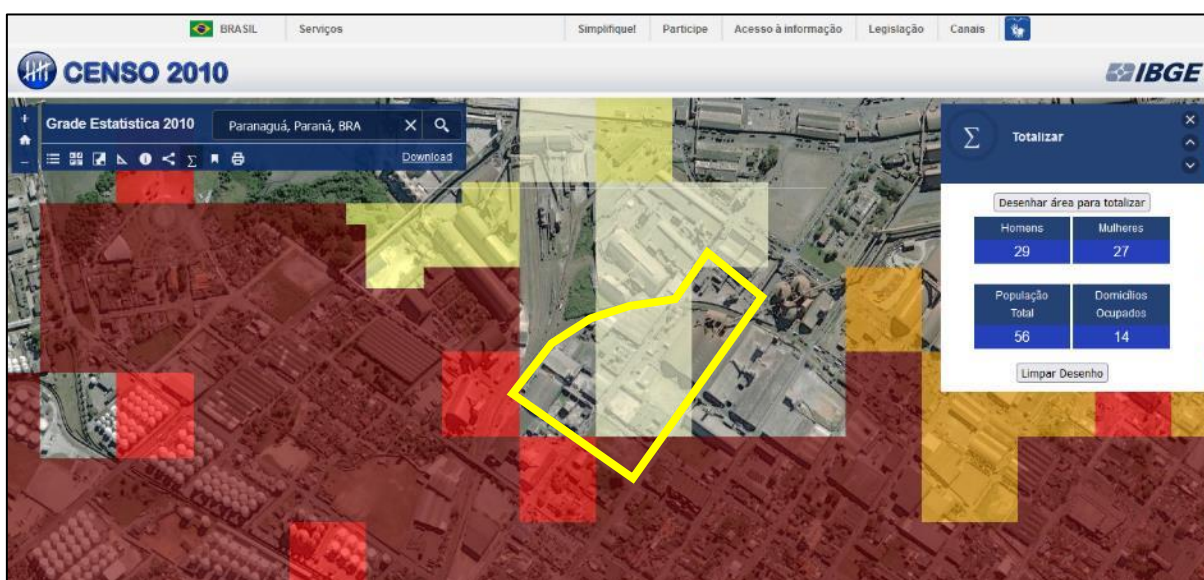 BRASIL Serviços Simplifique! Participe Acesso à informação Legislação Canais
CENSO 2010
IBGE
Grade Estatística 2010 Paranaguá, Paraná, BRA
Download
Totalizar
Desenhar área para totalizar
Homens Mulheres
29 27
População Domicílios
Total Ocupados
56 14
Limpar Desenho